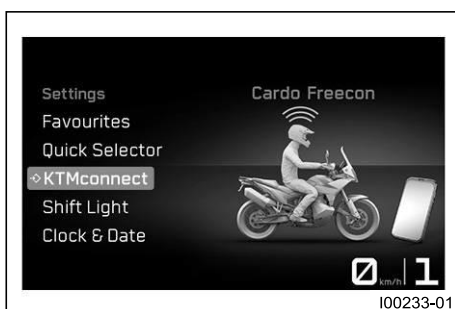 Settings
Cardo Freecon
Favourites
Quick Selector
KTMconnect
Shift Light
Clock & Date
0 km/h 1
I00233-01